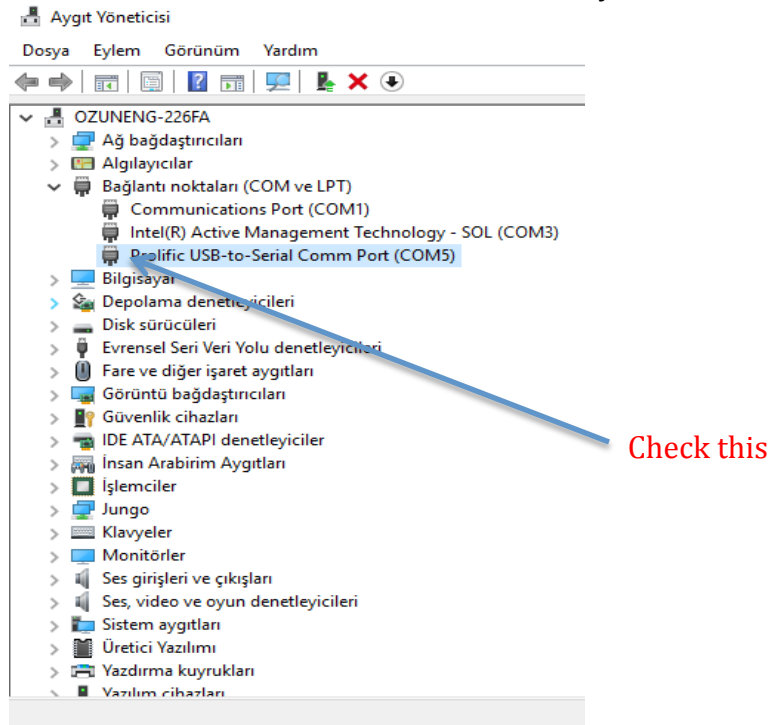 Aygıt Yöneticisi
Dosya Eylem Görünüm Yardım
OZUNENG-226FA
Ağ bağdaştırıcıları
Algılayıcılar
Bağlantı noktaları (COM ve LPT)
Communications Port (COM1)
Intel(R) Active Management Technology - SOL (COM3)
Prolific USB-to-Serial Comm Port (COM5)
Bilgisayar
Depolama denetleyicileri
Disk sürücüleri
Evrensel Seri Veri Yolu denetleyicileri
Fare ve diğer işaret aygıtları
Görüntü bağdaştırıcıları
Güvenlik cihazları
IDE ATA/ATAPI denetleyiciler
Check this
İnsan Arabirim Aygıtları
İşlemciler
Jungo
Klavyeler
Monitörler
Ses girişleri ve çıkışları
Ses, video ve oyun denetleyicileri
Sistem aygıtları
Üretici Yazılımı
Yazdırma kuyrukları
Yazılım cihazları